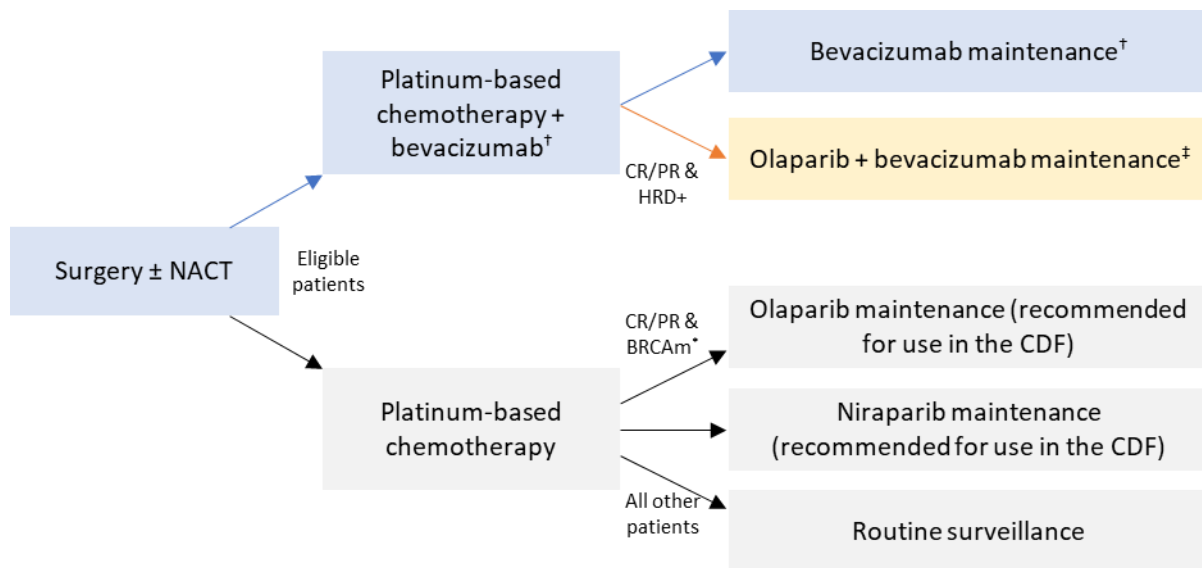 Bevacizumab maintenance†
Platinum-based
chemotherapy +
bevacizumab†
Olaparib + bevacizumab maintenance‡
CR/PR &
HRD+
Surgery ± NACT
Eligible
patients
CR/PR &
BRCAm*
Olaparib maintenance (recommended
for use in the CDF)
Platinum-based
chemotherapy
Niraparib maintenance
(recommended for use in the CDF)
All other
patients
Routine surveillance